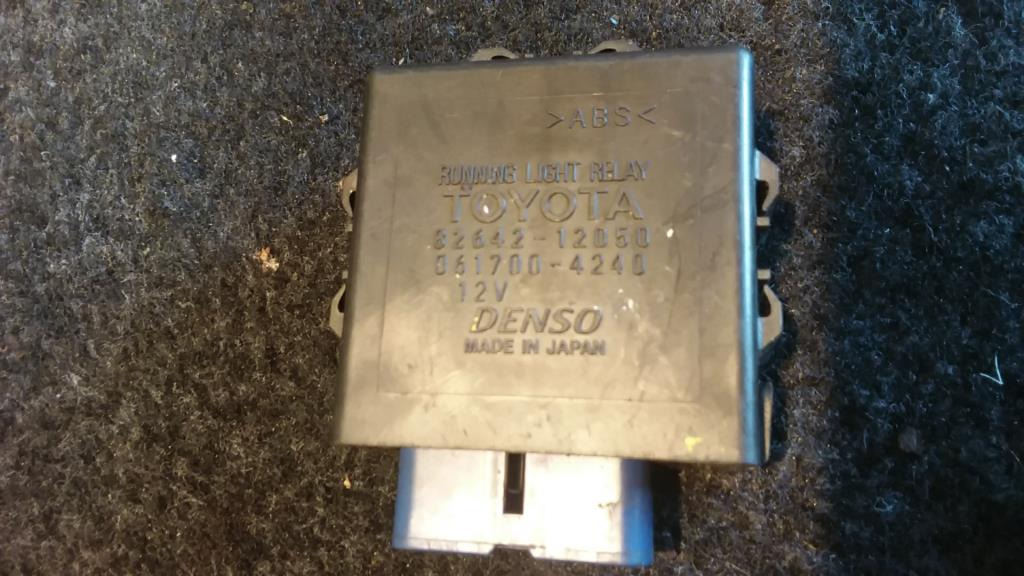 >ABS<
RUNNING LIGHT RELAY
TOYOTA
82642-12050
061700-4240
12V
DENSO
MADE IN JAPAN